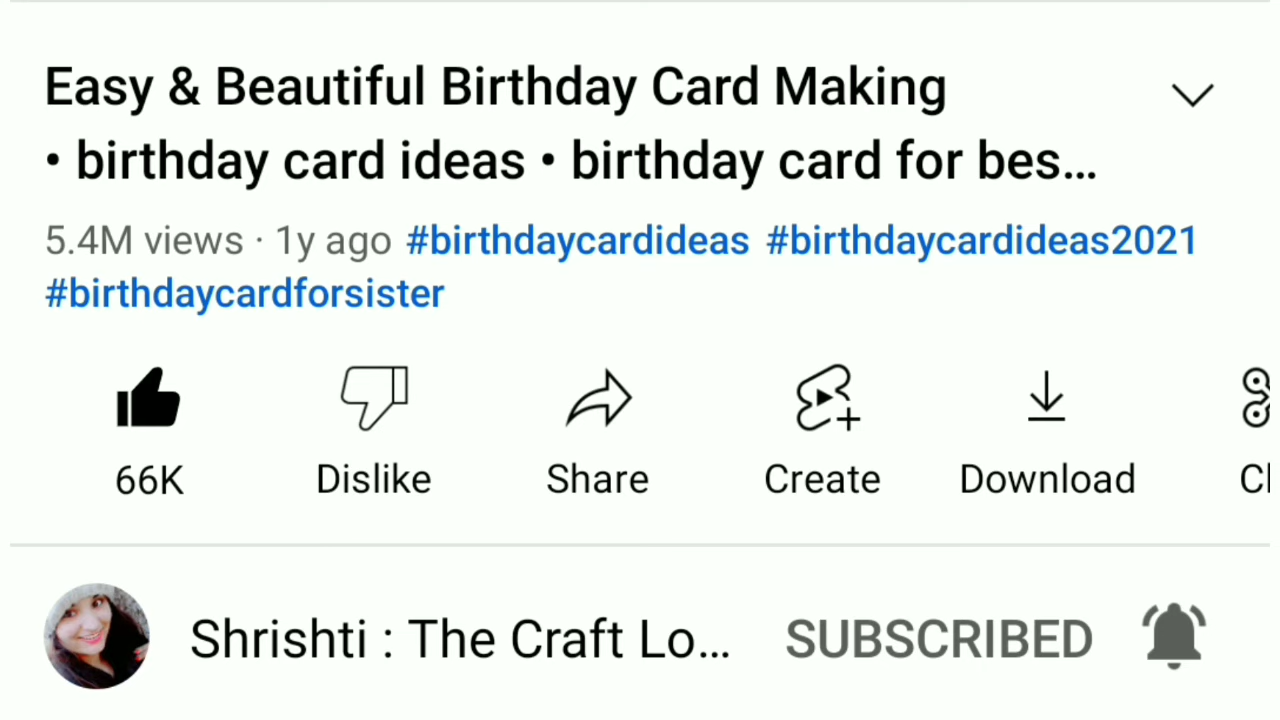 Easy & Beautiful Birthday Card Making
• birthday card ideas • birthday card for bes...
5.4M views · 1y ago #birthdaycardideas #birthdaycardideas2021
#birthdaycardforsister
66K Dislike Share Create Download
Shrishti : The Craft Lo... SUBSCRIBED